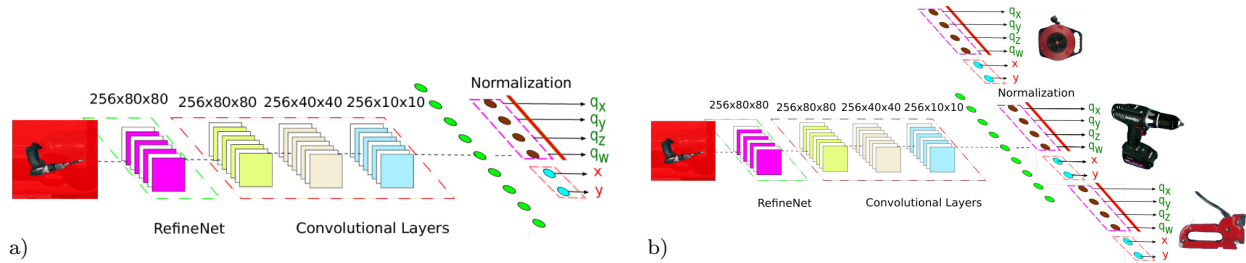 Normalization
256x80x80 256x80x80 256x40x40 256x10x10
qx
qy
qz
qw
x
y
RefineNet Convolutional Layers
a)
qx
qy
qz
qw
x
y
Normalization
256x80x80 256x80x80 256x40x40 256x10x10
qx
qy
qz
qw
x
y
RefineNet Convolutional Layers
qx
qy
qz
qw
x
y
b)